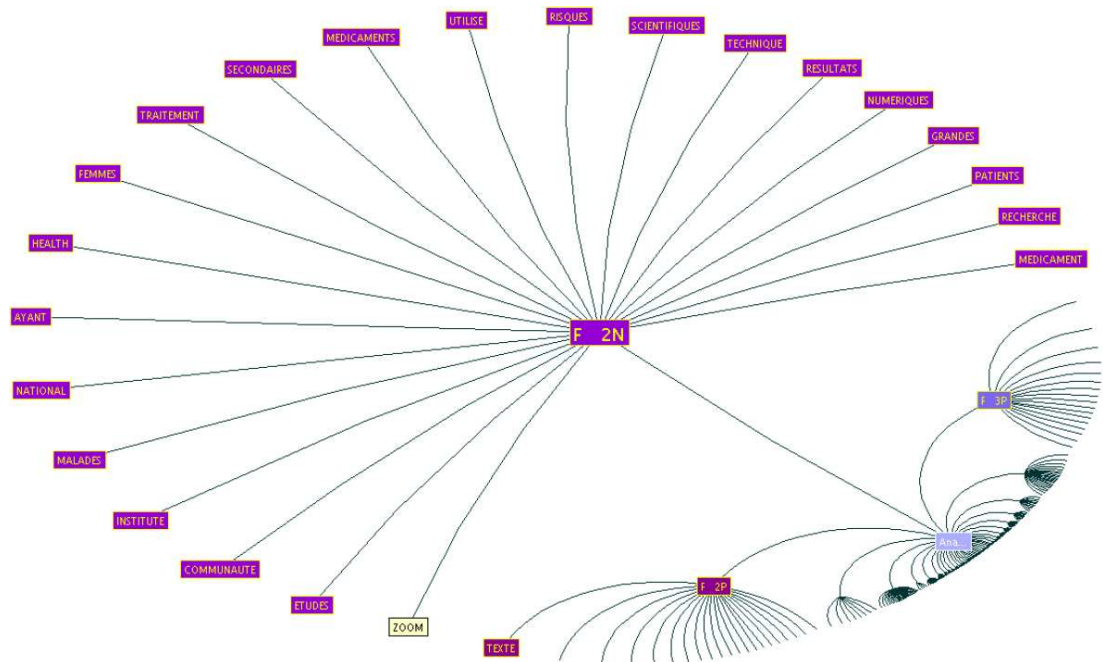 RISQUES
UTILISE
SCIENTIFIQUES
MEDICAMENTS
TECHNIQUE
SECONDAIRES
RESULTATS
NUMERIQUES
TRAITEMENT
GRANDES
FEMMES
PATIENTS
RECHERCHE
HEALTH
MEDICAMENT
AYANT
F 2N
NATIONAL
F 3P
MALADES
INSTITUTE
Ana...
COMMUNAUTE
F 2P
ETUDES
ZOOM
TEXTE